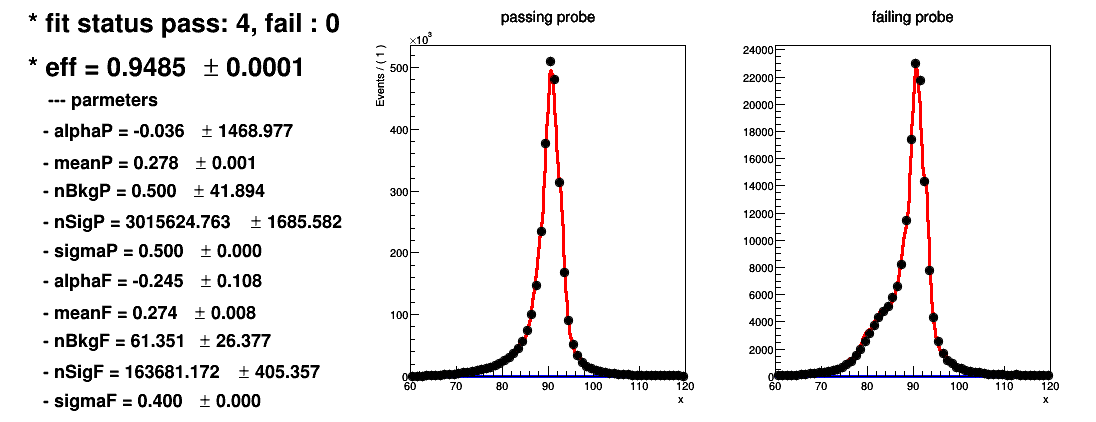 * fit status pass: 4, fail : 0
* eff = 0.9485 ± 0.0001
--- parmeters
- alphaP = -0.036 ± 1468.977
- meanP = 0.278 ± 0.001
- nBkgP = 0.500 ± 41.894
- nSigP = 3015624.763 ± 1685.582
- sigmaP = 0.500 ± 0.000
- alphaF = -0.245 ± 0.108
- meanF = 0.274 ± 0.008
- nBkgF = 61.351 ± 26.377
- nSigF = 163681.172 ± 405.357
- sigmaF = 0.400 ± 0.000
passing probe
×10³
Events / ( 1 )
500
400
300
200
100
0
60 70 80 90 100 110 120
x
failing probe
24000
22000
20000
18000
16000
14000
12000
10000
8000
6000
4000
2000
0
60 70 80 90 100 110 120
x